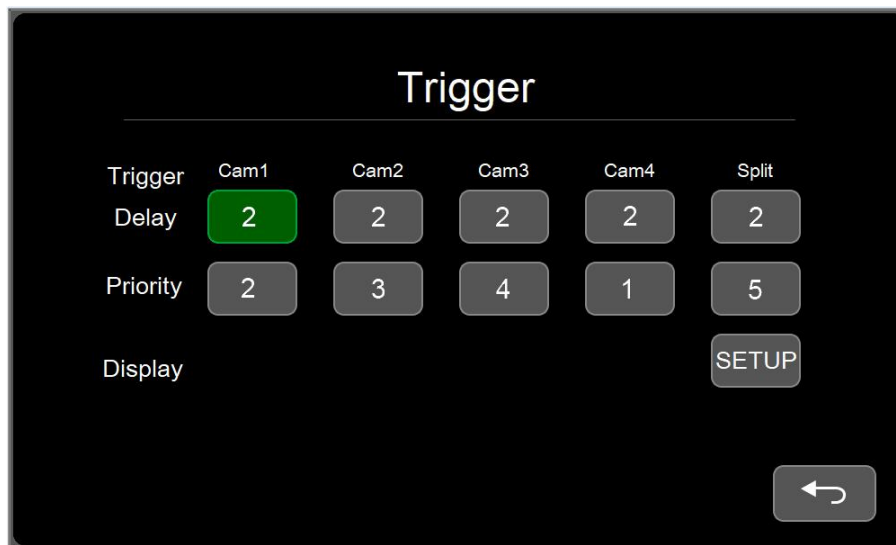 Trigger
Trigger Cam1 Cam2 Cam3 Cam4 Split
Delay 2 2 2 2 2
Priority 2 3 4 1 5
Display SETUP